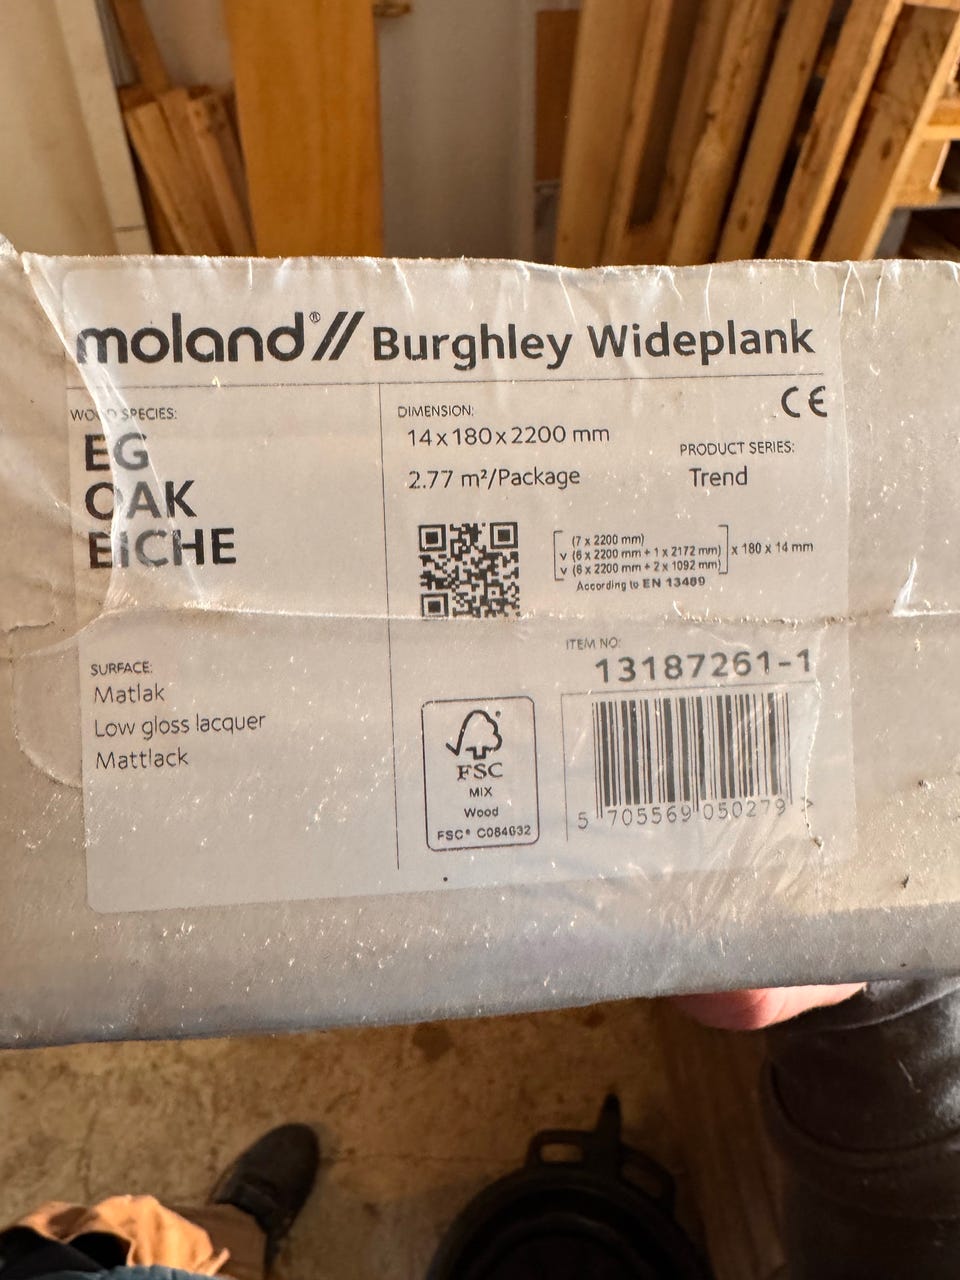 moland® // Burghley Wideplank
WOOD SPECIES:
EG
OAK
EICHE
DIMENSION:
14 x 180 x 2200 mm
2.77 m²/Package
CE
PRODUCT SERIES:
Trend
(7 x 2200 mm)
v (6 x 2200 mm + 1 x 2172 mm)
v (6 x 2200 mm + 2 x 1092 mm)
x 180 x 14 mm
According to EN 13489
SURFACE:
Matlak
Low gloss lacquer
Mattlack
FSC
MIX
Wood
FSC® C084632
ITEM NO:
13187261-1
5 705569 050279 >